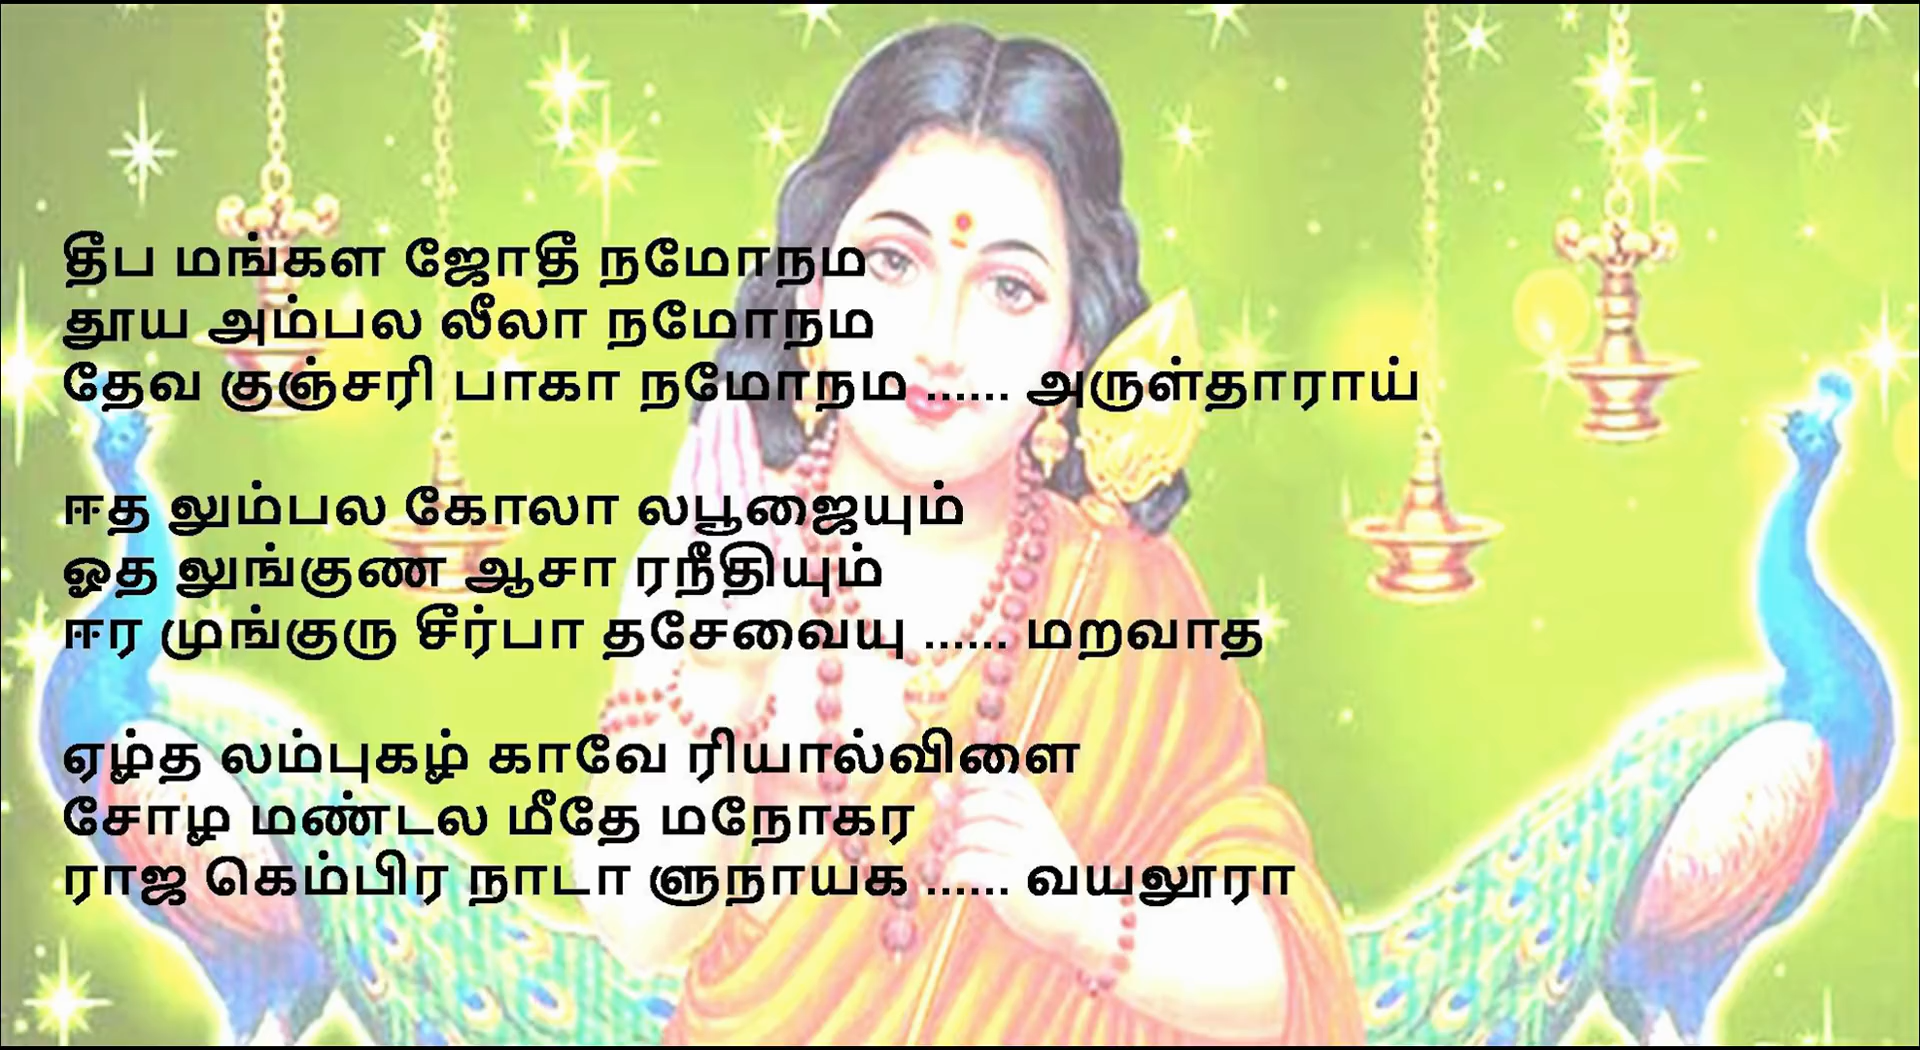 தீப மங்கள ஜோதீ நமோநம
தூய அம்பல லீலா நமோநம
தேவ குஞ்சரி பாகா நமோநம ...... அருள்தாராய்
ஈத லும்பல கோலா லபூஜையும்
ஓத லுங்குண ஆசா ரநீதியும்
ஈர முங்குரு சீர்பா தசேவையு ...... மறவாத
ஏழ்த லம்புகழ் காவே ரியால்விளை
சோழ மண்டல மீதே மநோகர
ராஜ கெம்பிர நாடா ளுநாயக ...... வயலூரா